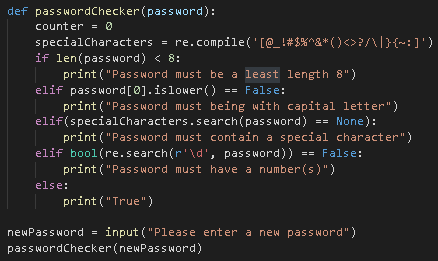 def passwordChecker(password):
    counter = 0
    specialCharacters = re.compile('[@_!#$%^&*()<>?/\|}{~:]')
    if len(password) < 8:
        print("Password must be a least length 8")
    elif password[0].islower() == False:
        print("Password must being with capital letter")
    elif(specialCharacters.search(password) == None):
        print("Password must contain a special character")
    elif bool(re.search(r'\d', password)) == False:
        print("Password must have a number(s)")
    else:
        print("True")

newPassword = input("Please enter a new password")
passwordChecker(newPassword)